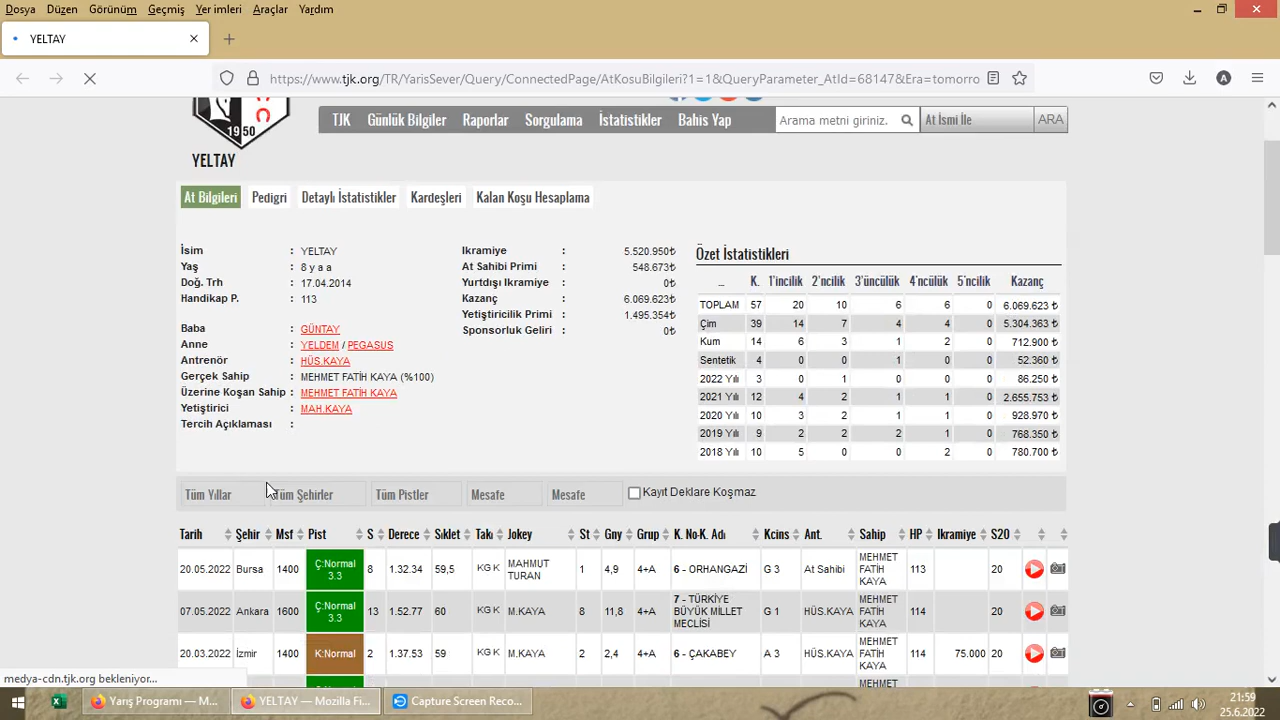 Dosya Düzen Görünüm Geçmiş Yer imleri Araçlar Yardım
YELTAY
https://www.tjk.org/TR/YarisSever/Query/ConnectedPage/AtKosuBilgileri?1=1&QueryParameter_AtId=68147&Era=tomorro
1950
TJK Günlük Bilgiler Raporlar Sorgulama İstatistikler Bahis Yap Arama metni giriniz. At İsmi İle ARA
YELTAY
At Bilgileri Pedigri Detaylı İstatistikler Kardeşleri Kalan Koşu Hesaplama
İsim : YELTAY
Yaş : 8 y a a
Doğ. Trh : 17.04.2014
Handikap P. : 113
Baba : GÜNTAY
Anne : YELDEM / PEGASUS
Antrenör : HÜS.KAYA
Gerçek Sahip : MEHMET FATİH KAYA (%100)
Üzerine Koşan Sahip : MEHMET FATİH KAYA
Yetiştirici : MAH.KAYA
Tercih Açıklaması :
Ikramiye : 5.520.950₺
At Sahibi Primi : 548.673₺
Yurtdışı Ikramiye : 0₺
Kazanç : 6.069.623₺
Yetiştiricilik Primi : 1.495.354₺
Sponsorluk Geliri : 0₺
Özet İstatistikleri
... K. 1'incilik 2'ncilik 3'üncülük 4'ncülük 5'ncilik Kazanç
TOPLAM 57 20 10 6 6 0 6.069.623 ₺
Çim 39 14 7 4 4 0 5.304.363 ₺
Kum 14 6 3 1 2 0 712.900 ₺
Sentetik 4 0 0 1 0 0 52.360 ₺
2022 Yılı 3 0 1 0 0 0 86.250 ₺
2021 Yılı 12 4 2 1 1 0 2.655.753 ₺
2020 Yılı 10 3 2 1 1 0 928.970 ₺
2019 Yılı 9 2 2 2 1 0 768.350 ₺
2018 Yılı 10 5 0 0 2 0 780.700 ₺
Tüm Yıllar Tüm Şehirler Tüm Pistler Mesafe Mesafe Kayıt Deklare Koşmaz
Tarih Şehir Msf Pist S Derece Sıklet Takı Jokey St Gny Grup K. No-K. Adı Kcins Ant. Sahip HP Ikramiye S20
20.05.2022 Bursa 1400 Ç:Normal 3.3 8 1.32.34 59,5 KG K MAHMUT TURAN 1 4,9 4+A 6 - ORHANGAZİ G 3 At Sahibi MEHMET FATİH KAYA 113 20
07.05.2022 Ankara 1600 Ç:Normal 3.3 13 1.52.77 60 KG K M.KAYA 8 11,8 4+A 7 - TÜRKİYE BÜYÜK MİLLET MECLİSİ G 1 HÜS.KAYA MEHMET FATİH KAYA 114 20
İzmir 1400 K:Normal 2 1.37.53 59 KG K M.KAYA 2 2,4 4+A 6 - ÇAKABEY A 3 HÜS.KAYA MEHMET FATİH KAYA 114 75.000 20
MEHMET
medya-cdn.tjk.org bekleniyor...
Yarış Programı — M... YELTAY — Mozilla Fi... Capture Screen Reco...
21:59
25.6.2022